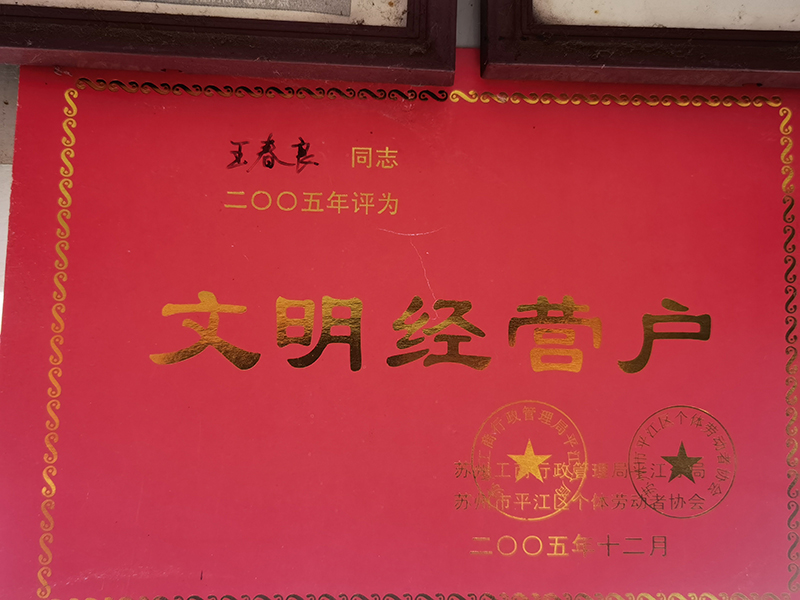 王春良 同志
二〇〇五年评为
文明经营户
苏州工商行政管理局平江分局
苏州市平江区个体劳动者协会
二〇〇五年十二月